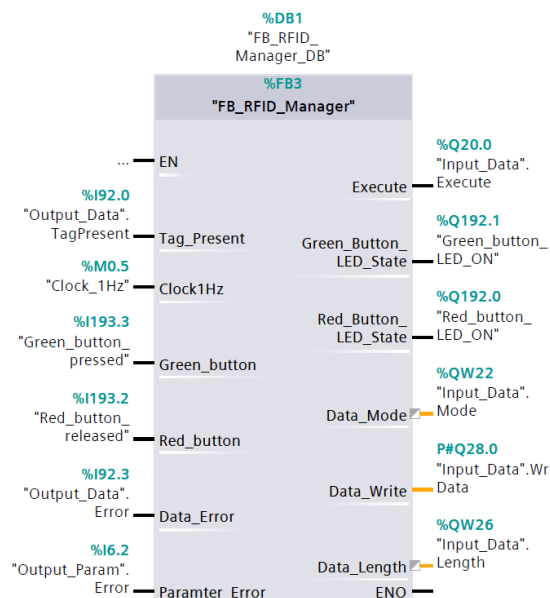 %DB1
"FB_RFID_
Manager_DB"
%FB3
"FB_RFID_Manager"
... EN
%Q20.0
"Input_Data".
Execute Execute
%I92.0
"Output_Data".
TagPresent Tag_Present
%Q192.1
"Green_button_
Green_Button_
LED_State LED_ON"
%M0.5
"Clock_1Hz" Clock1Hz
%Q192.0
"Red_button_
Red_Button_
LED_State LED_ON"
%I193.3
"Green_button_
pressed" Green_button
%QW22
"Input_Data".
Data_Mode Mode
%I193.2
"Red_button_
released" Red_button
P#Q28.0
"Input_Data".Wr
Data_Write Data
%I92.3
"Output_Data".
Error Data_Error
%QW26
"Input_Data".
Data_Length Length
%I6.2
"Output_Param".
Error Paramter_Error
ENO